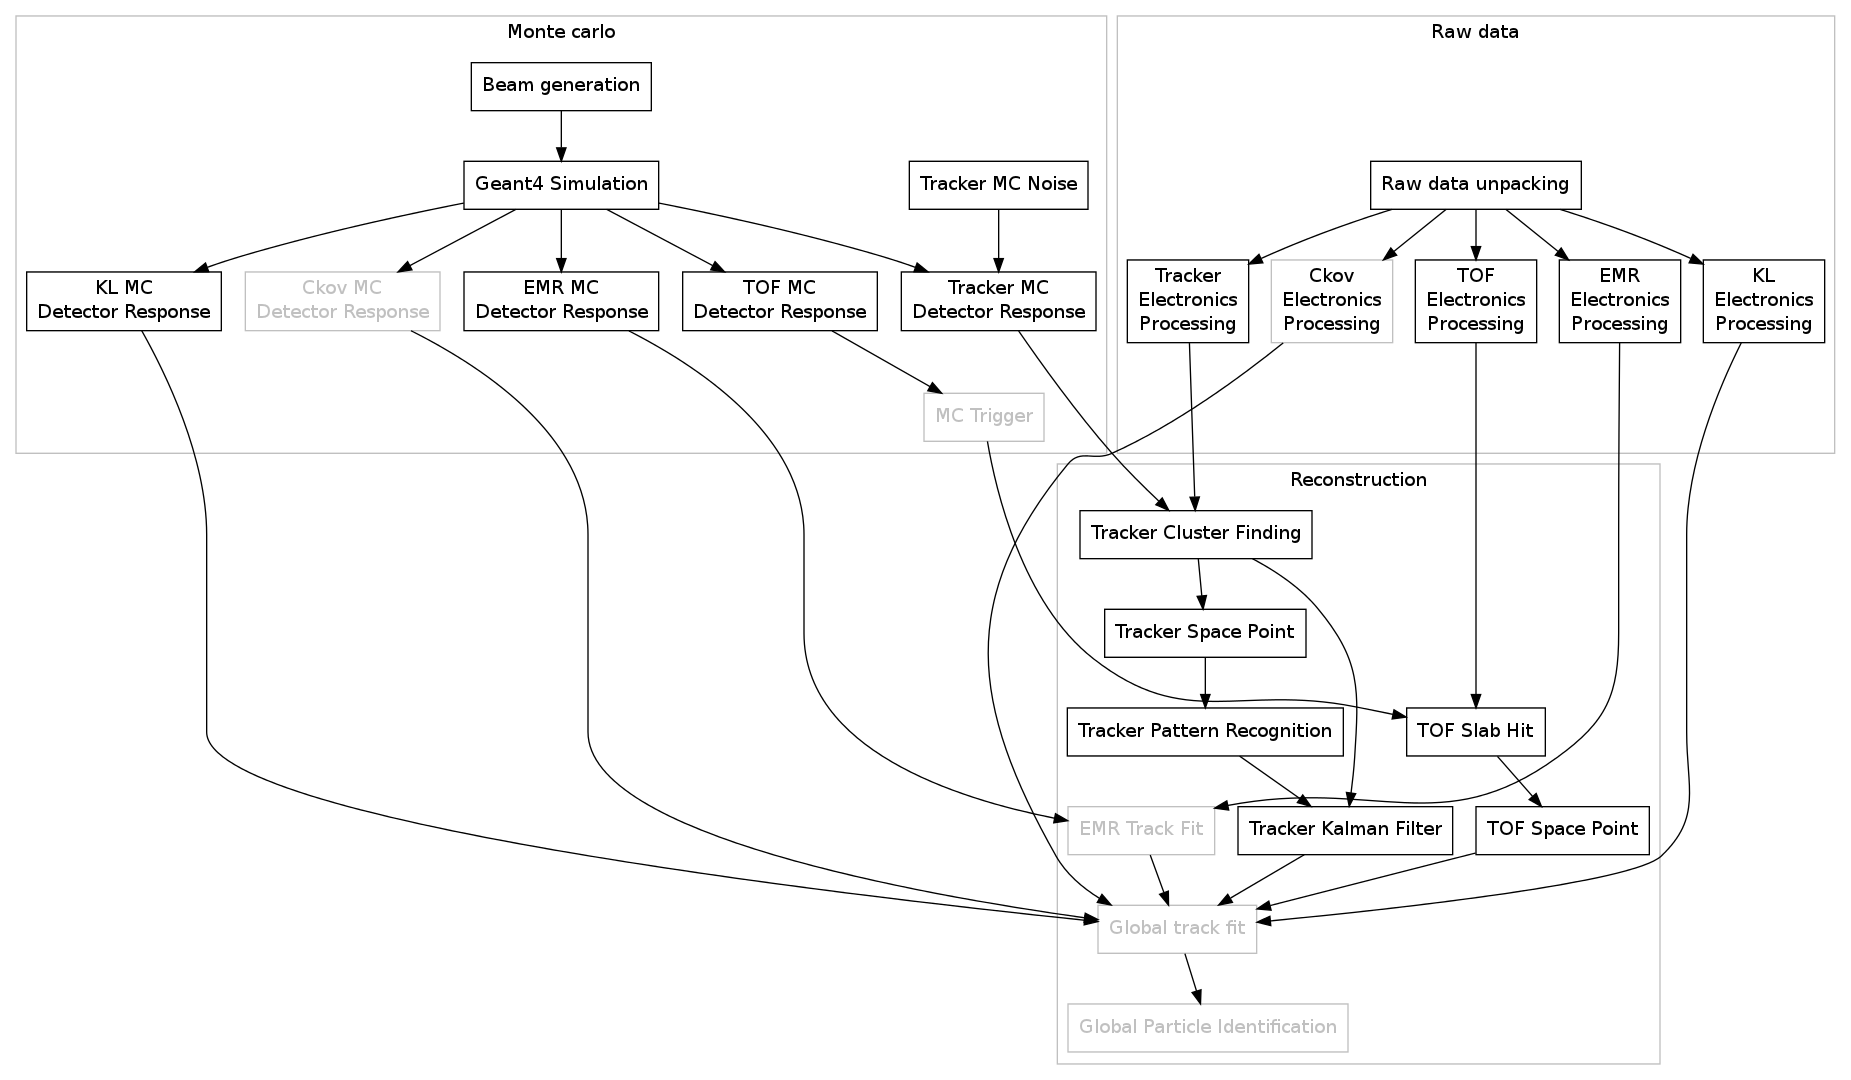 Monte carlo
Raw data
Beam generation
Geant4 Simulation
Tracker MC Noise
Raw data unpacking
KL MC
Detector Response
Ckov MC
Detector Response
EMR MC
Detector Response
TOF MC
Detector Response
Tracker MC
Detector Response
Tracker
Electronics
Processing
Ckov
Electronics
Processing
TOF
Electronics
Processing
EMR
Electronics
Processing
KL
Electronics
Processing
MC Trigger
Reconstruction
Tracker Cluster Finding
Tracker Space Point
Tracker Pattern Recognition
TOF Slab Hit
EMR Track Fit
Tracker Kalman Filter
TOF Space Point
Global track fit
Global Particle Identification